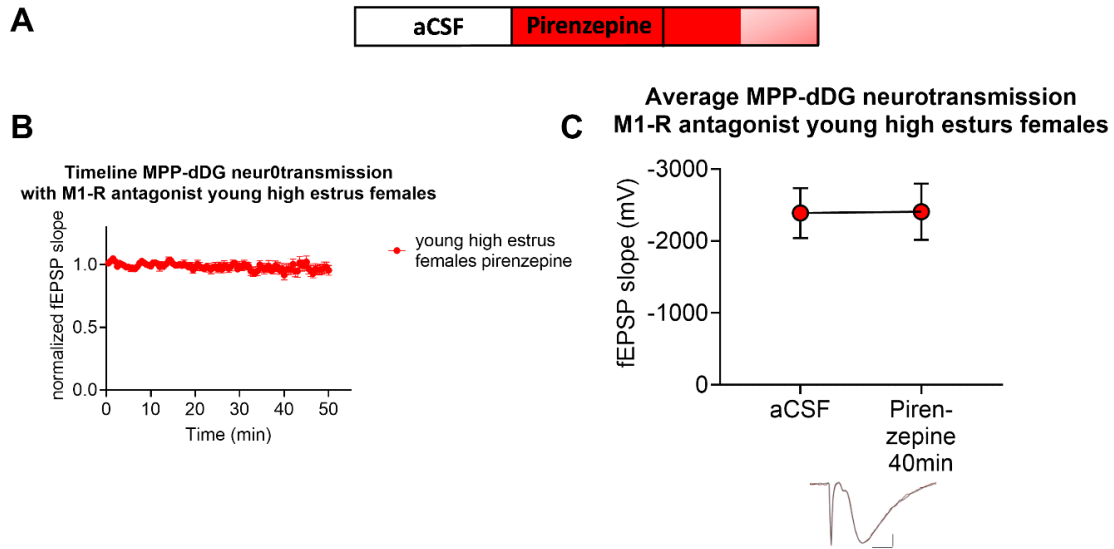 A
aCSF Pirenzepine
B
Timeline MPP-dDG neur0transmission
with M1-R antagonist young high estrus females
normalized fEPSP slope
1.0
0.5
0.0
0 10 20 30 40 50
Time (min)
young high estrus
females pirenzepine
C
Average MPP-dDG neurotransmission
M1-R antagonist young high esturs females
fEPSP slope (mV)
-3000
-2000
-1000
0
aCSF
Piren-
zepine
40min